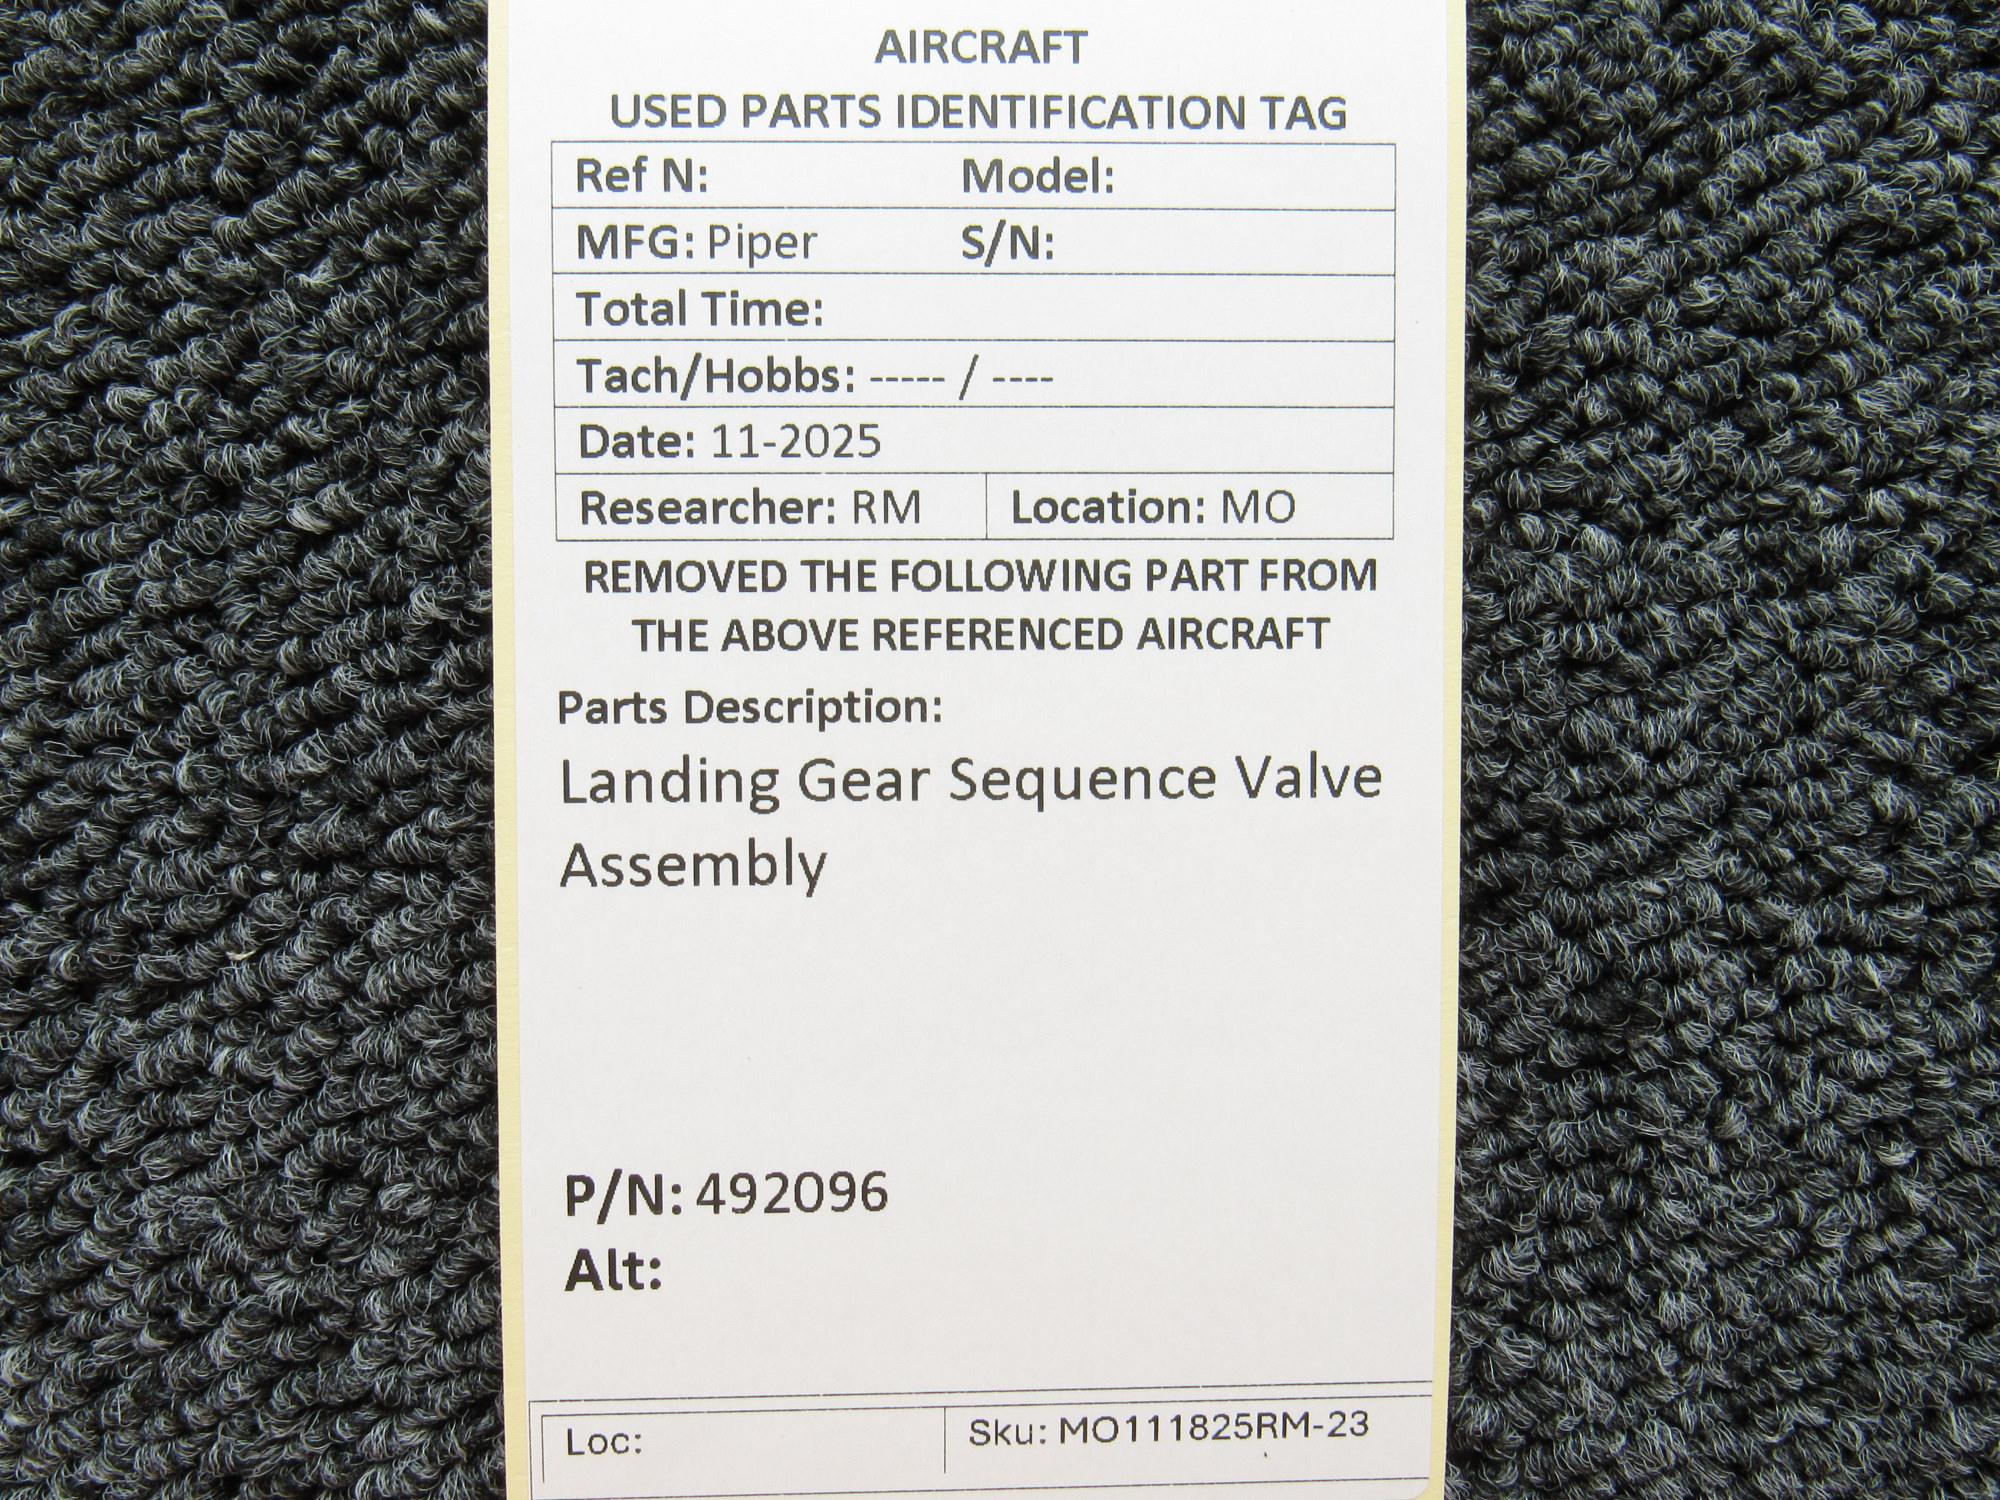 AIRCRAFT
USED PARTS IDENTIFICATION TAG
Ref N: Model:
MFG: Piper S/N:
Total Time:
Tach/Hobbs: ----- / ----
Date: 11-2025
Researcher: RM Location: MO
REMOVED THE FOLLOWING PART FROM
THE ABOVE REFERENCED AIRCRAFT
Parts Description:
Landing Gear Sequence Valve
Assembly
P/N: 492096
Alt:
Loc: Sku: MO111825RM-23